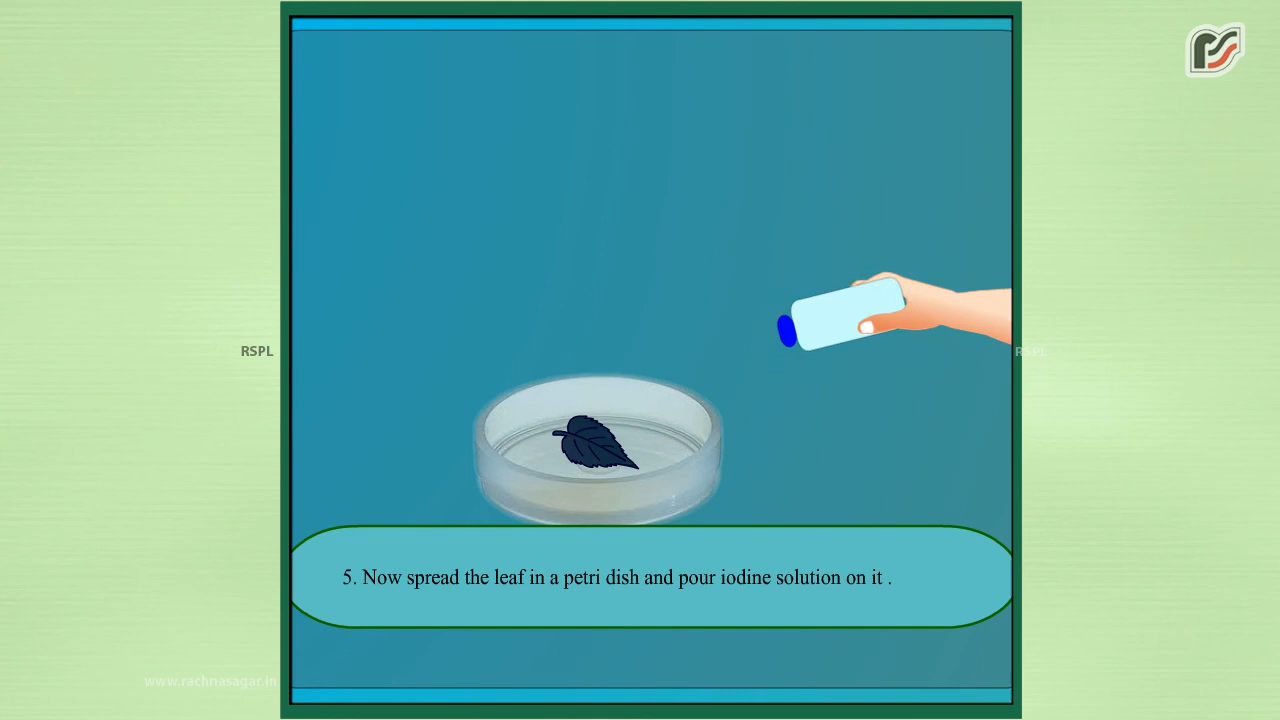 RSPL
RSPL
5. Now spread the leaf in a petri dish and pour iodine solution on it .
www.rachnasagar.in